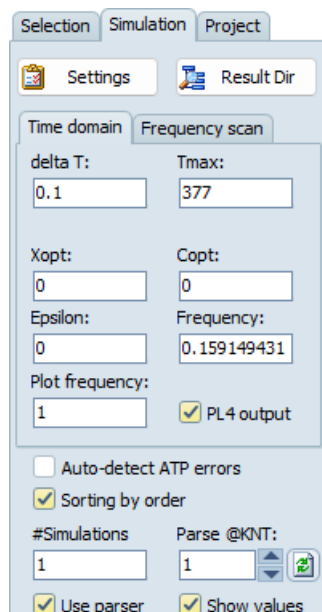 Selection Simulation Project
Settings Result Dir
Time domain Frequency scan
delta T: Tmax:
0.1 377
Xopt: Copt:
0 0
Epsilon: Frequency:
0 0.159149431
Plot frequency:
1 PL4 output
Auto-detect ATP errors
Sorting by order
#Simulations Parse @KNT:
1 1
Use parser Show values